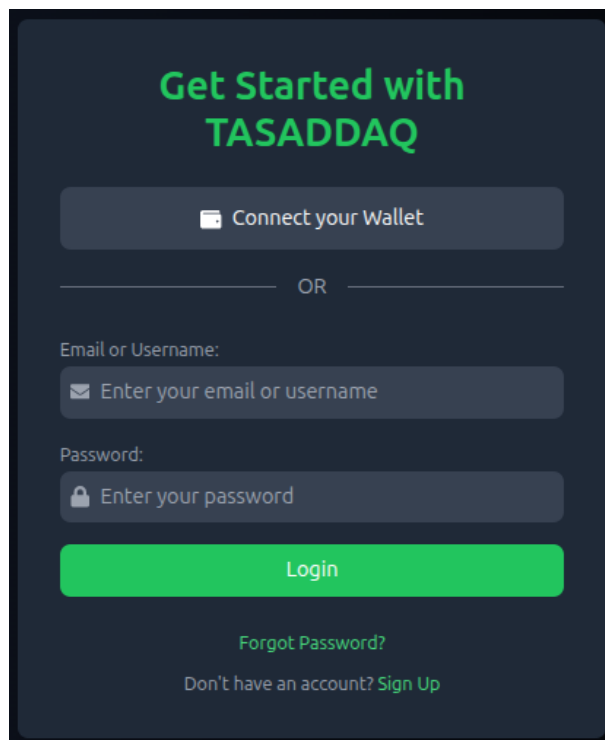 Get Started with
TASADDAQ
Connect your Wallet
OR
Email or Username:
Enter your email or username
Password:
Enter your password
Login
Forgot Password?
Don't have an account? Sign Up